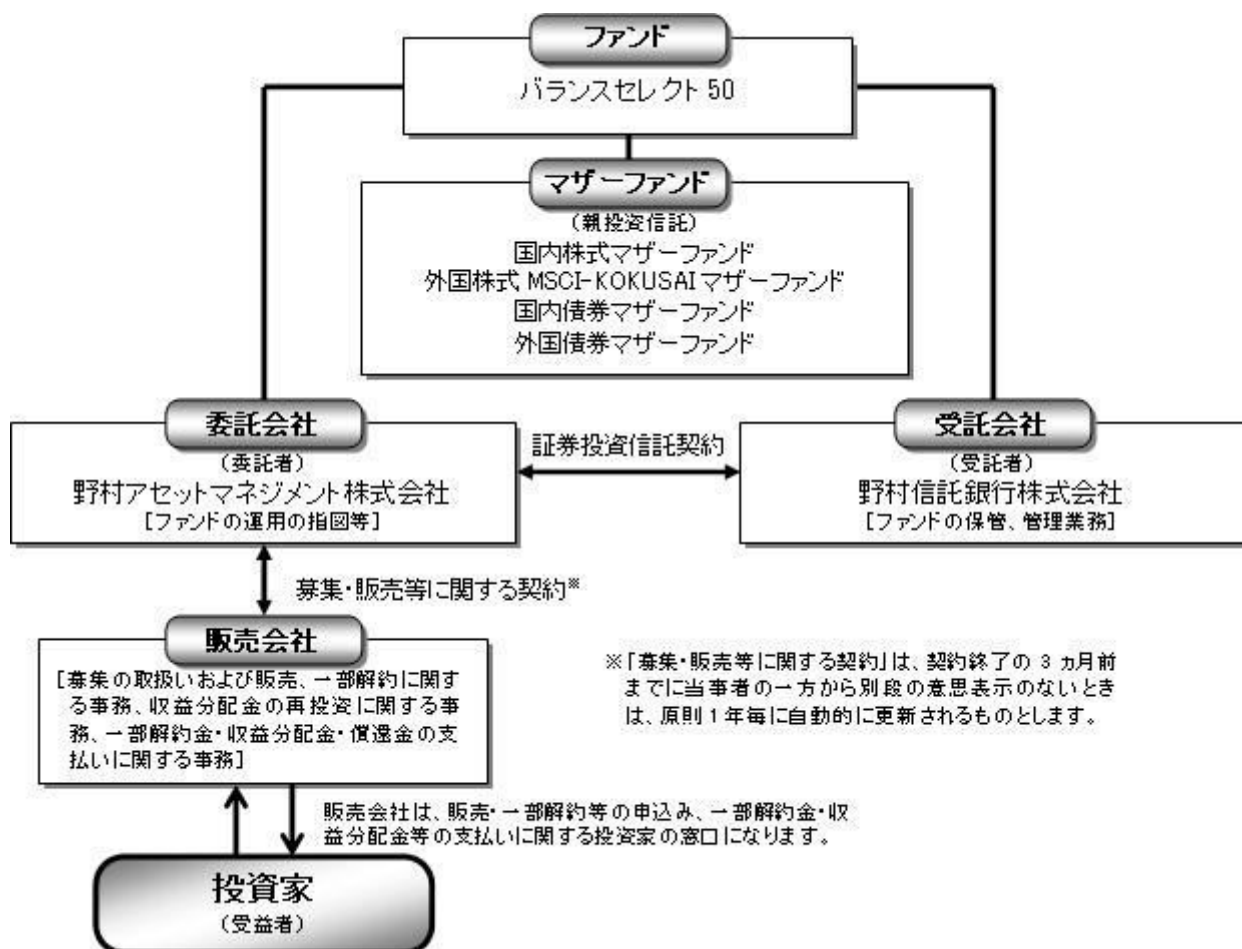 ファンド
バランスセレクト 50
マザーファンド
(親投資信託)
国内株式マザーファンド
外国株式 MSCI-KOKUSAI マザーファンド
国内債券マザーファンド
外国債券マザーファンド
委託会社
(委託者)
野村アセットマネジメント株式会社
[ファンドの運用の指図等]
証券投資信託契約
受託会社
(受託者)
野村信託銀行株式会社
[ファンドの保管、管理業務]
募集・販売等に関する契約※
販売会社
[募集の取扱いおよび販売、一部解約に関す
る事務、収益分配金の再投資に関する事
務、一部解約金・収益分配金・償還金の支
払いに関する事務]
※「募集・販売等に関する契約」は、契約終了の 3 ヵ月前
までに当事者の一方から別段の意思表示のないとき
は、原則 1 年毎に自動的に更新されるものとします。
販売会社は、販売・一部解約等の申込み、一部解約金・収
益分配金等の支払いに関する投資家の窓口になります。
投資家
(受益者)